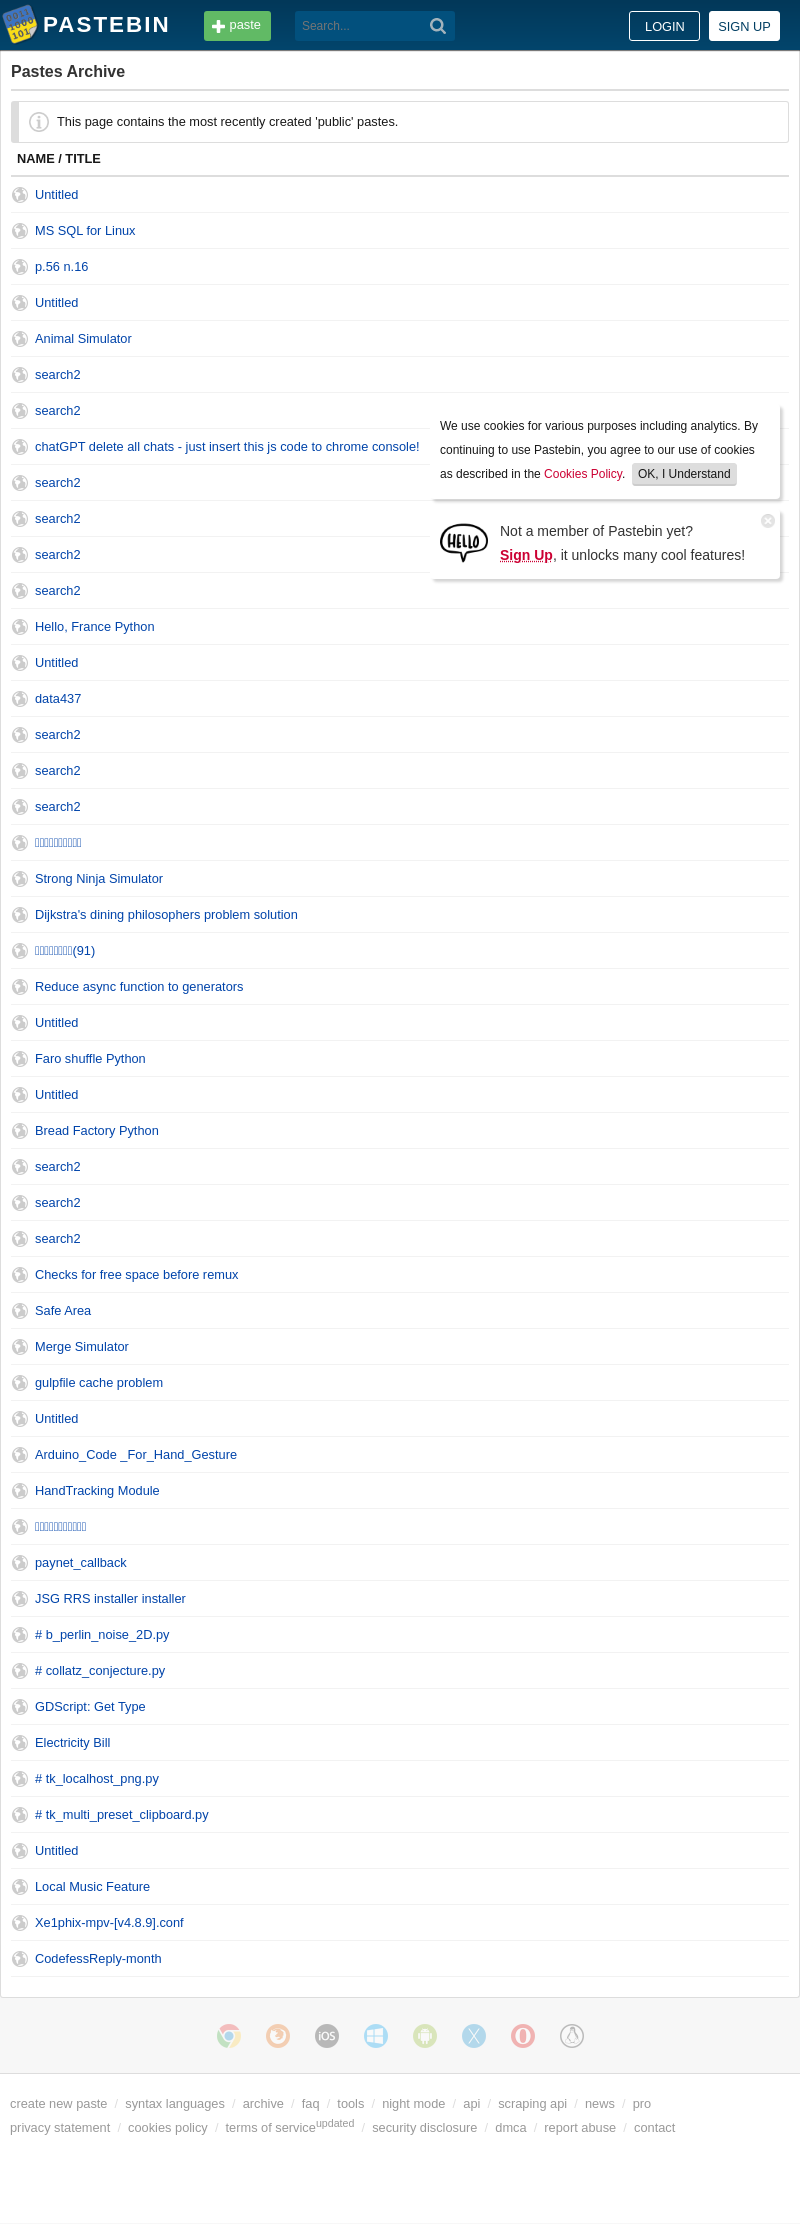 PASTEBIN
paste
Search...
LOGIN
SIGN UP
Pastes Archive
This page contains the most recently created 'public' pastes.
NAME / TITLE
Untitled
MS SQL for Linux
p.56 n.16
Untitled
Animal Simulator
search2
search2
chatGPT delete all chats - just insert this js code to chrome console!
search2
search2
search2
search2
We use cookies for various purposes including analytics. By
continuing to use Pastebin, you agree to our use of cookies
as described in the Cookies Policy. OK, I Understand
HELLO
Not a member of Pastebin yet?
Sign Up, it unlocks many cool features!
Hello, France Python
Untitled
data437
search2
search2
search2
Strong Ninja Simulator
Dijkstra's dining philosophers problem solution
(91)
Reduce async function to generators
Untitled
Faro shuffle Python
Untitled
Bread Factory Python
search2
search2
search2
Checks for free space before remux
Safe Area
Merge Simulator
gulpfile cache problem
Untitled
Arduino_Code _For_Hand_Gesture
HandTracking Module
paynet_callback
JSG RRS installer installer
# b_perlin_noise_2D.py
# collatz_conjecture.py
GDScript: Get Type
Electricity Bill
# tk_localhost_png.py
# tk_multi_preset_clipboard.py
Untitled
Local Music Feature
Xe1phix-mpv-[v4.8.9].conf
CodefessReply-month
iOS
create new paste / syntax languages / archive / faq / tools / night mode / api / scraping api / news / pro
privacy statement / cookies policy / terms of service updated / security disclosure / dmca / report abuse / contact